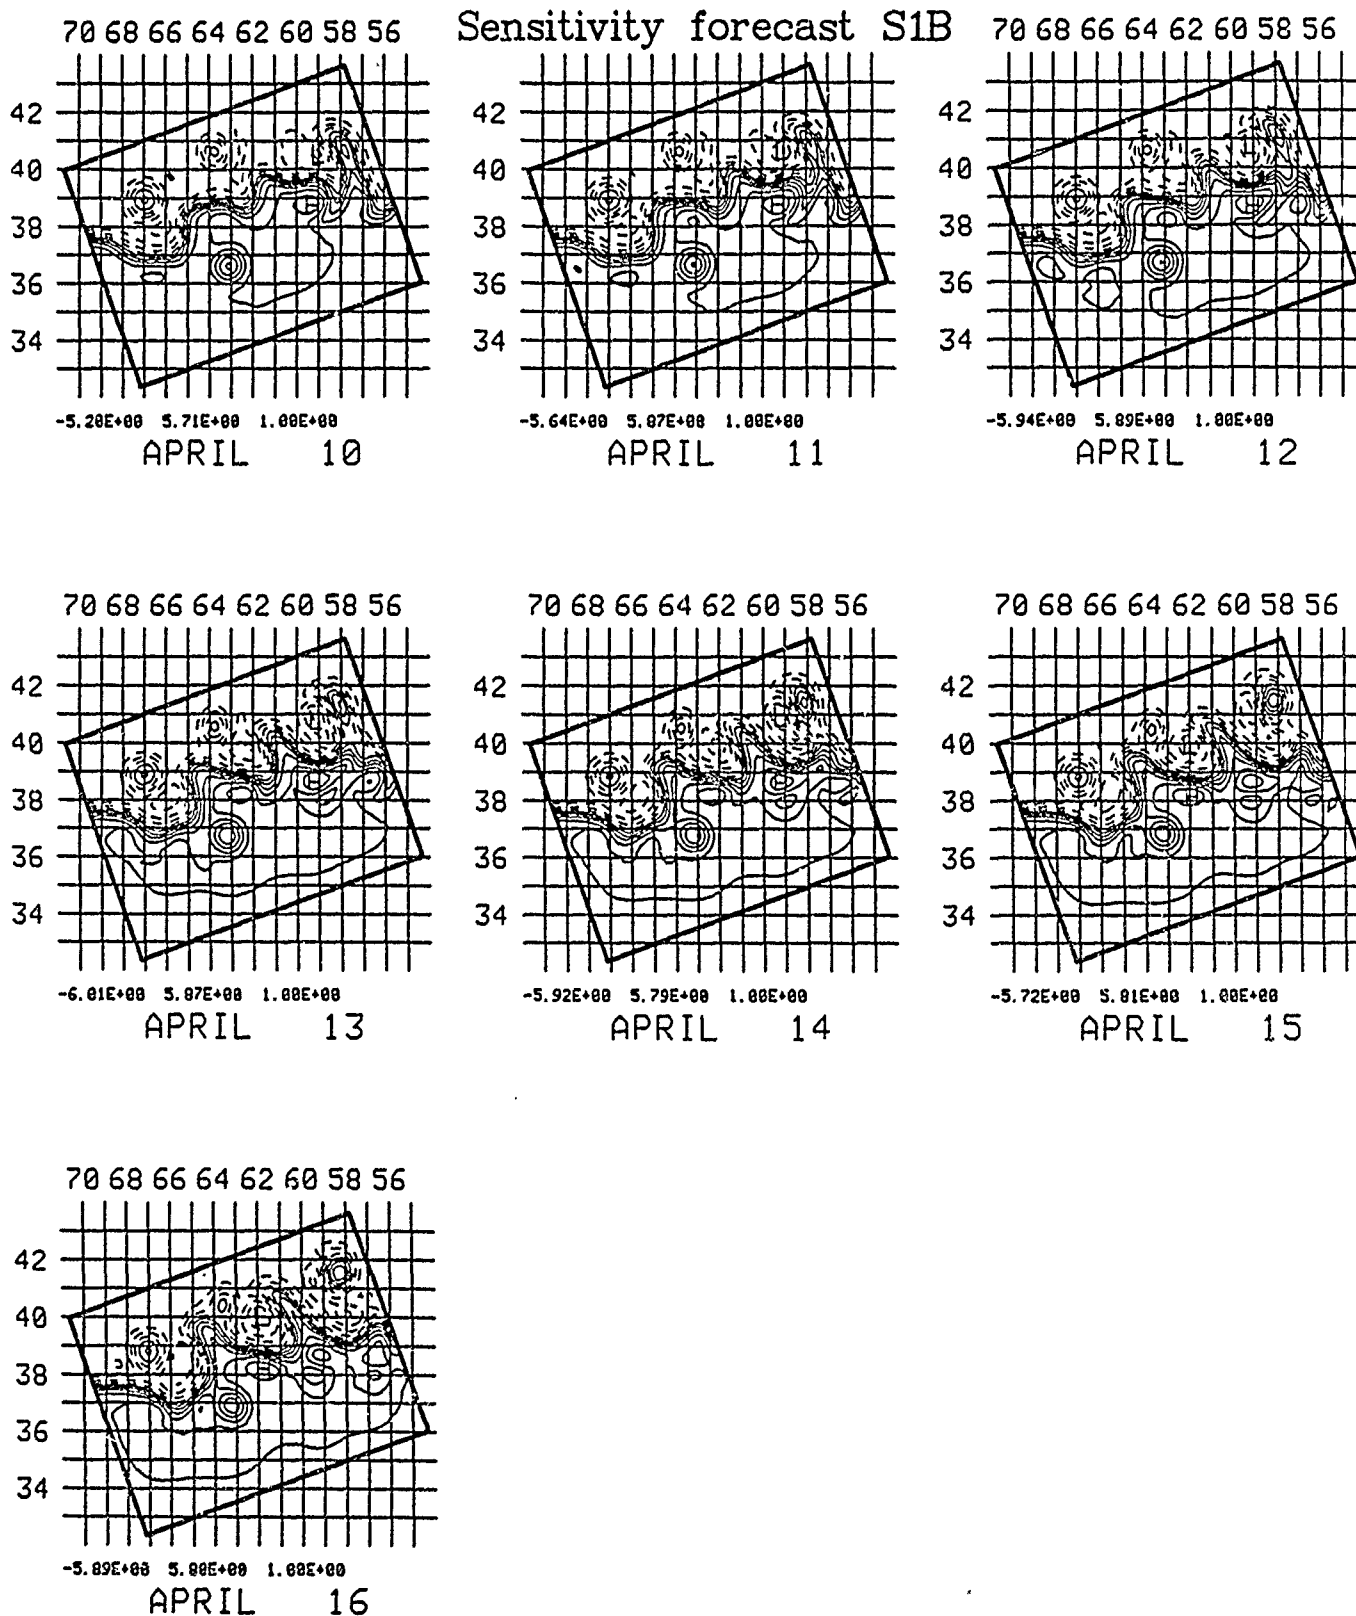 Sensitivity forecast S1B
70 68 66 64 62 60 58 56
42
40
38
36
34
-5.20E+00 5.71E+00 1.00E+00
APRIL 10
42
40
38
36
34
-5.64E+00 5.87E+00 1.00E+00
APRIL 11
70 68 66 64 62 60 58 56
42
40
38
36
34
-5.94E+00 5.89E+00 1.00E+00
APRIL 12
70 68 66 64 62 60 58 56
42
40
38
36
34
-6.01E+00 5.87E+00 1.00E+00
APRIL 13
70 68 66 64 62 60 58 56
42
40
38
36
34
-5.92E+00 5.79E+00 1.00E+00
APRIL 14
70 68 66 64 62 60 58 56
42
40
38
36
34
-5.72E+00 5.81E+00 1.00E+00
APRIL 15
70 68 66 64 62 60 58 56
42
40
38
36
34
-5.89E+00 5.80E+00 1.00E+00
APRIL 16